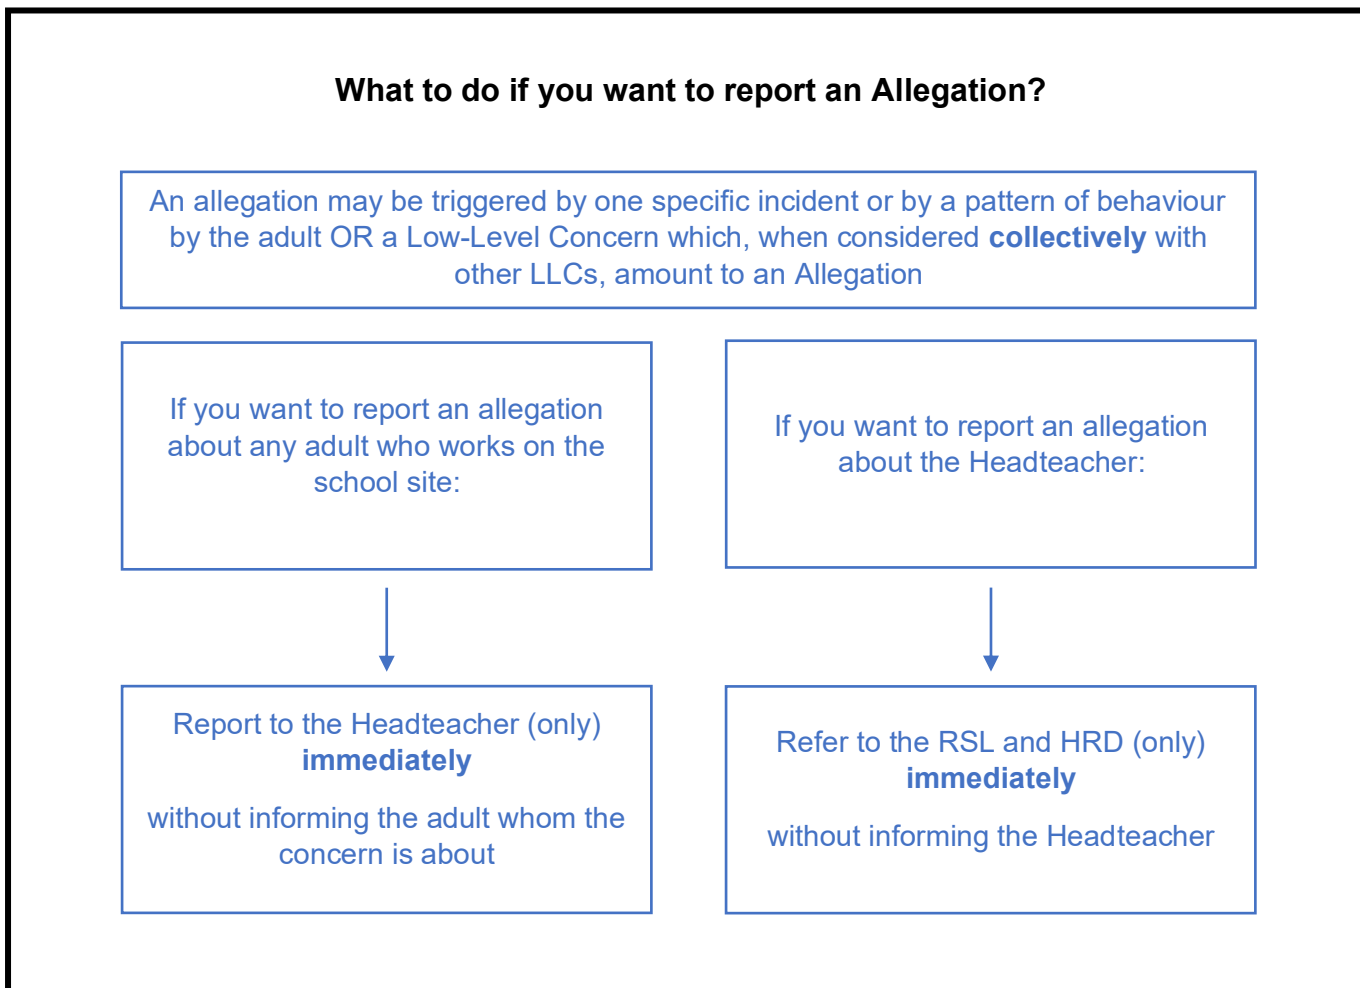 What to do if you want to report an Allegation?
An allegation may be triggered by one specific incident or by a pattern of behaviour
by the adult OR a Low-Level Concern which, when considered collectively with
other LLCs, amount to an Allegation
If you want to report an allegation
about any adult who works on the
school site:
If you want to report an allegation
about the Headteacher:
Report to the Headteacher (only)
immediately
without informing the adult whom the
concern is about
Refer to the RSL and HRD (only)
immediately
without informing the Headteacher